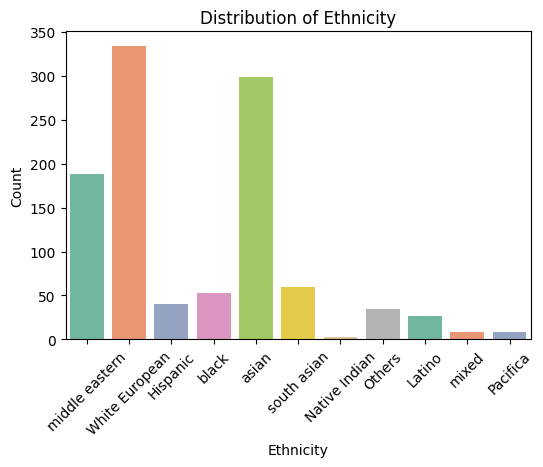 Distribution of Ethnicity
350
300
250
200
150
100
50
0
Count
middle eastern
White European
Hispanic
black
asian
south asian
Native Indian
Others
Latino
mixed
Pacifica
Ethnicity